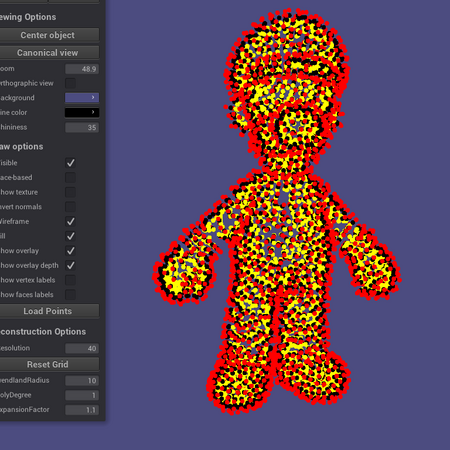 ewing Options
Center object
Canonical view
oom 48.9
rthographic view
ackground
ine color
hininess 35
aw options
isible
ace-based
how texture
nvert normals
Wireframe
ill
how overlay
how overlay depth
how vertex labels
how faces labels
Load Points
econstruction Options
esolution 40
Reset Grid
endlandRadius 10
olyDegree 1
xpansionFactor 1.1